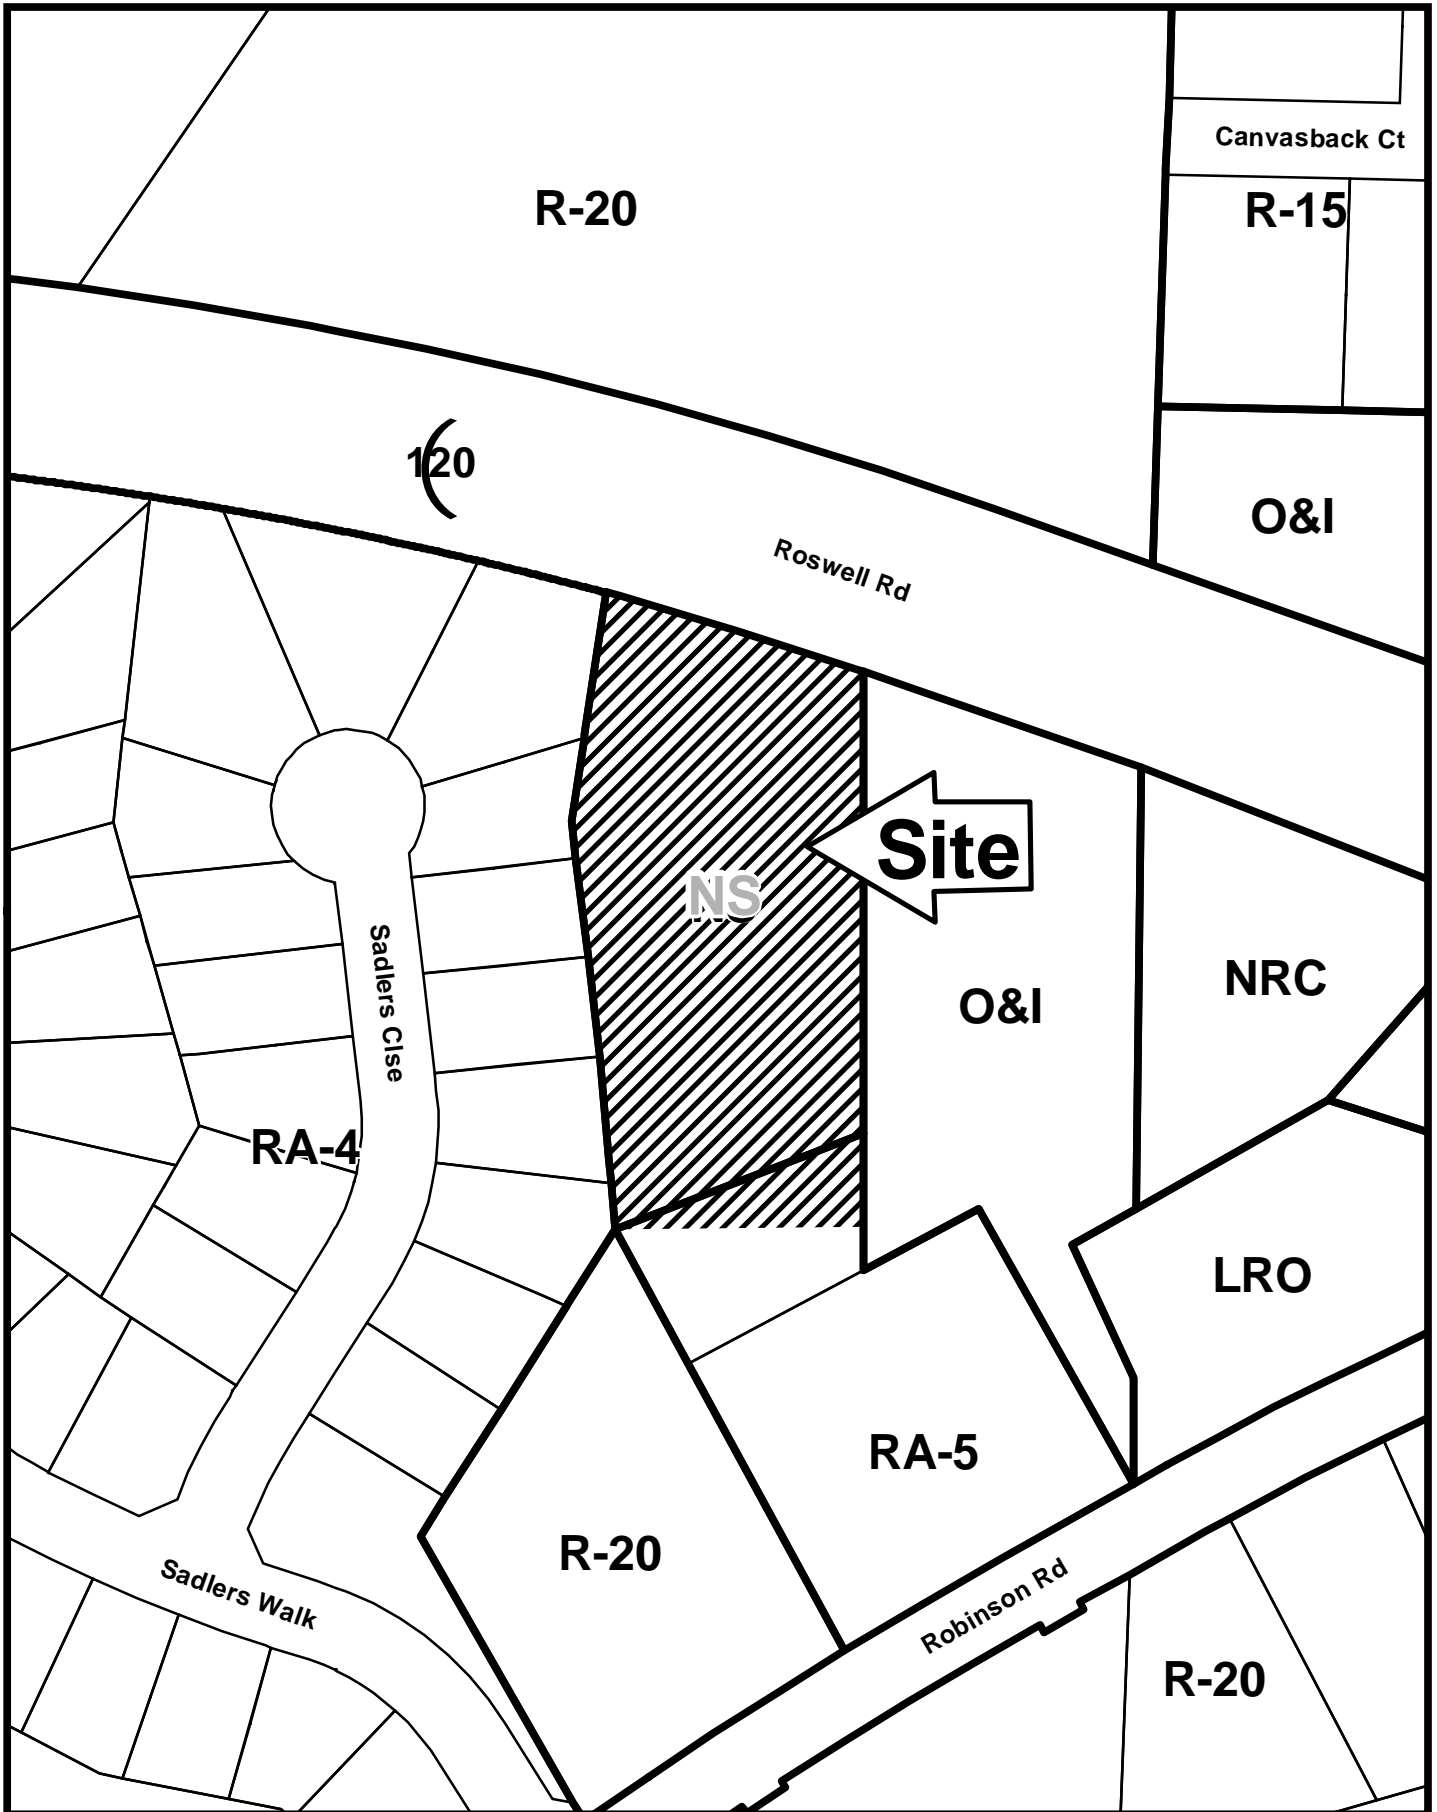 Canvasback Ct
R-20
R-15
120
O&I
Roswell Rd
Site
NS
NRC
O&I
Sadlers Clse
RA-4
LRO
RA-5
R-20
Sadlers Walk
Robinson Rd
R-20